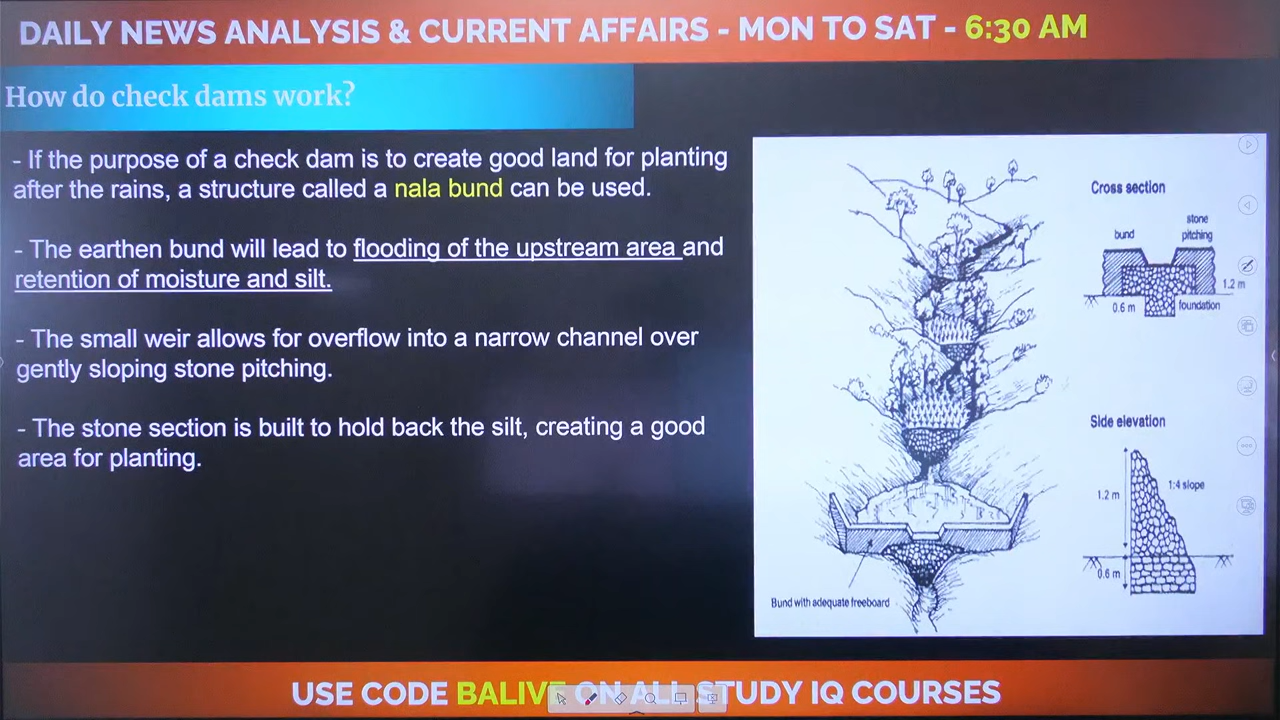 DAILY NEWS ANALYSIS & CURRENT AFFAIRS - MON TO SAT - 6:30 AM
How do check dams work?
- If the purpose of a check dam is to create good land for planting
after the rains, a structure called a nala bund can be used.
- The earthen bund will lead to flooding of the upstream area and
retention of moisture and silt.
- The small weir allows for overflow into a narrow channel over
gently sloping stone pitching.
- The stone section is built to hold back the silt, creating a good
area for planting.
Cross section
bund
stone
pitching
1.2 m
0.6 m
foundation
Side elevation
1.2 m
1:4 slope
0.6 m
Bund with adequate freeboard
USE CODE BALIVE ON ALL STUDY IQ COURSES